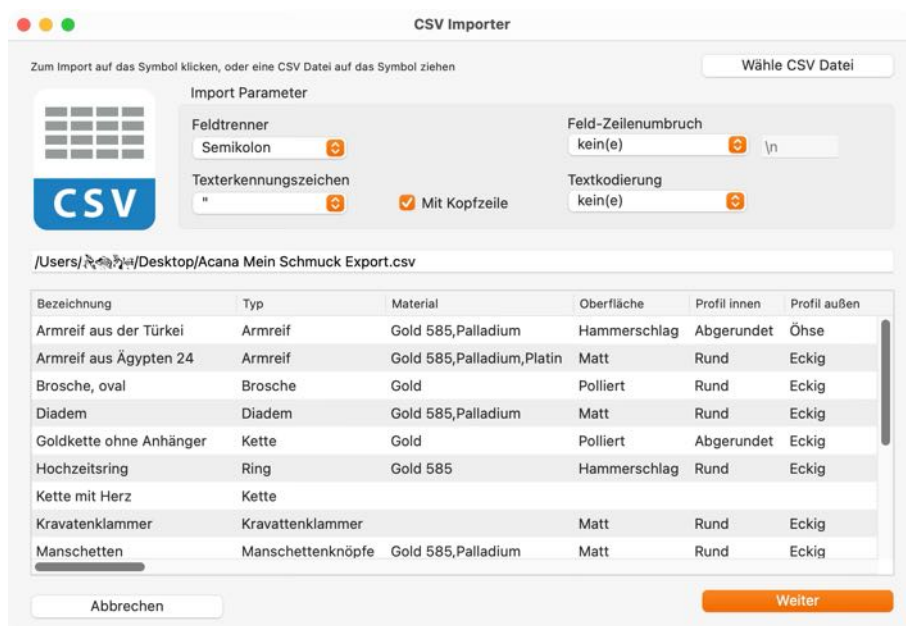 CSV Importer
Zum Import auf das Symbol klicken, oder eine CSV Datei auf das Symbol ziehen
Wähle CSV Datei
Import Parameter
Feldtrenner
Feld-Zeilenumbruch
Semikolon
kein(e)
\n
Texterkennungszeichen
Textkodierung
"
Mit Kopfzeile
kein(e)
CSV
/Users/ /Desktop/Acana Mein Schmuck Export.csv
Bezeichnung Typ Material Oberfläche Profil innen Profil außen
Armreif aus der Türkei Armreif Gold 585,Palladium Hammerschlag Abgerundet Öhse
Armreif aus Ägypten 24 Armreif Gold 585,Palladium,Platin Matt Rund Eckig
Brosche, oval Brosche Gold Polliert Rund Eckig
Diadem Diadem Gold 585,Palladium Matt Rund Eckig
Goldkette ohne Anhänger Kette Gold Polliert Abgerundet Eckig
Hochzeitsring Ring Gold 585 Hammerschlag Rund Eckig
Kette mit Herz Kette
Kravatenklammer Kravattenklammer Matt Rund Eckig
Manschetten Manschettenknöpfe Gold 585,Palladium Matt Rund Eckig
Abbrechen
Weiter